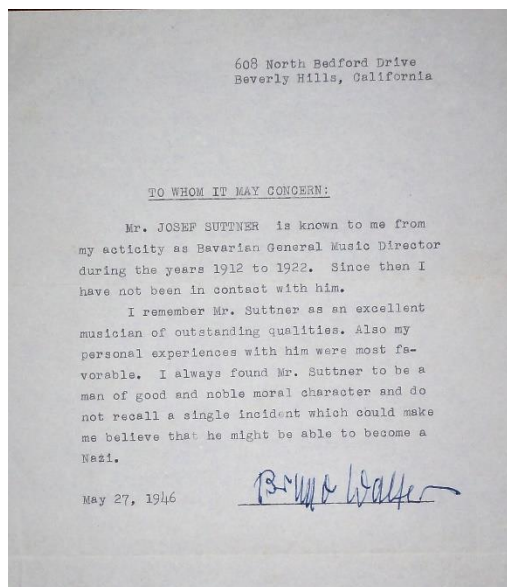 608 North Bedford Drive
Beverly Hills, California
TO WHOM IT MAY CONCERN:
Mr. JOSEF SUTTNER is known to me from
my acticity as Bavarian General Music Director
during the years 1912 to 1922. Since then I
have not been in contact with him.
I remember Mr. Suttner as an excellent
musician of outstanding qualities. Also my
personal experiences with him were most fa-
vorable. I always found Mr. Suttner to be a
man of good and noble moral character and do
not recall a single incident which could make
me believe that he might be able to become a
Nazi.
May 27, 1946
Bruno Walter